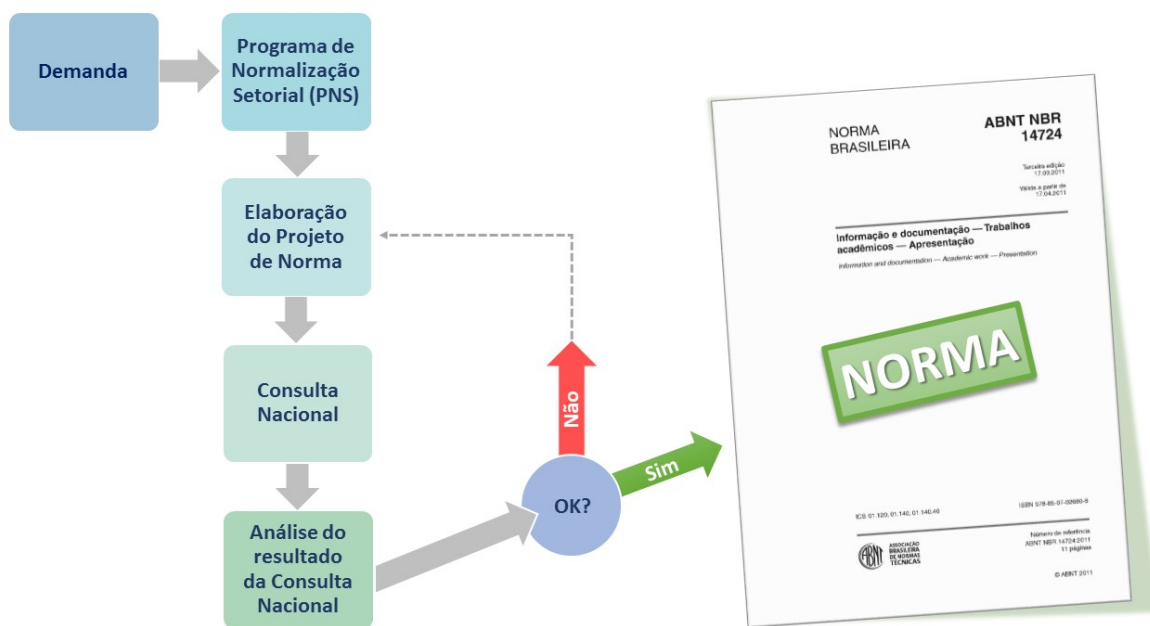 Demanda
Programa de
Normalização
Setorial (PNS)
Elaboração
do Projeto
de Norma
Consulta
Nacional
Análise do
resultado
da Consulta
Nacional
OK?
Não
Sim
NORMA
BRASILEIRA
ABNT NBR
14724
Terceira edição
17.03.2011
Válida a partir de
17.04.2011
Informação e documentação — Trabalhos
acadêmicos — Apresentação
Information and documentation — Academic work — Presentation
NORMA
ICS 01.120; 01.140; 01.140.40
ISBN 978-85-07-02680-8
ABNT
ASSOCIAÇÃO
BRASILEIRA
DE NORMAS
TÉCNICAS
Número de referência
ABNT NBR 14724:2011
11 páginas
© ABNT 2011